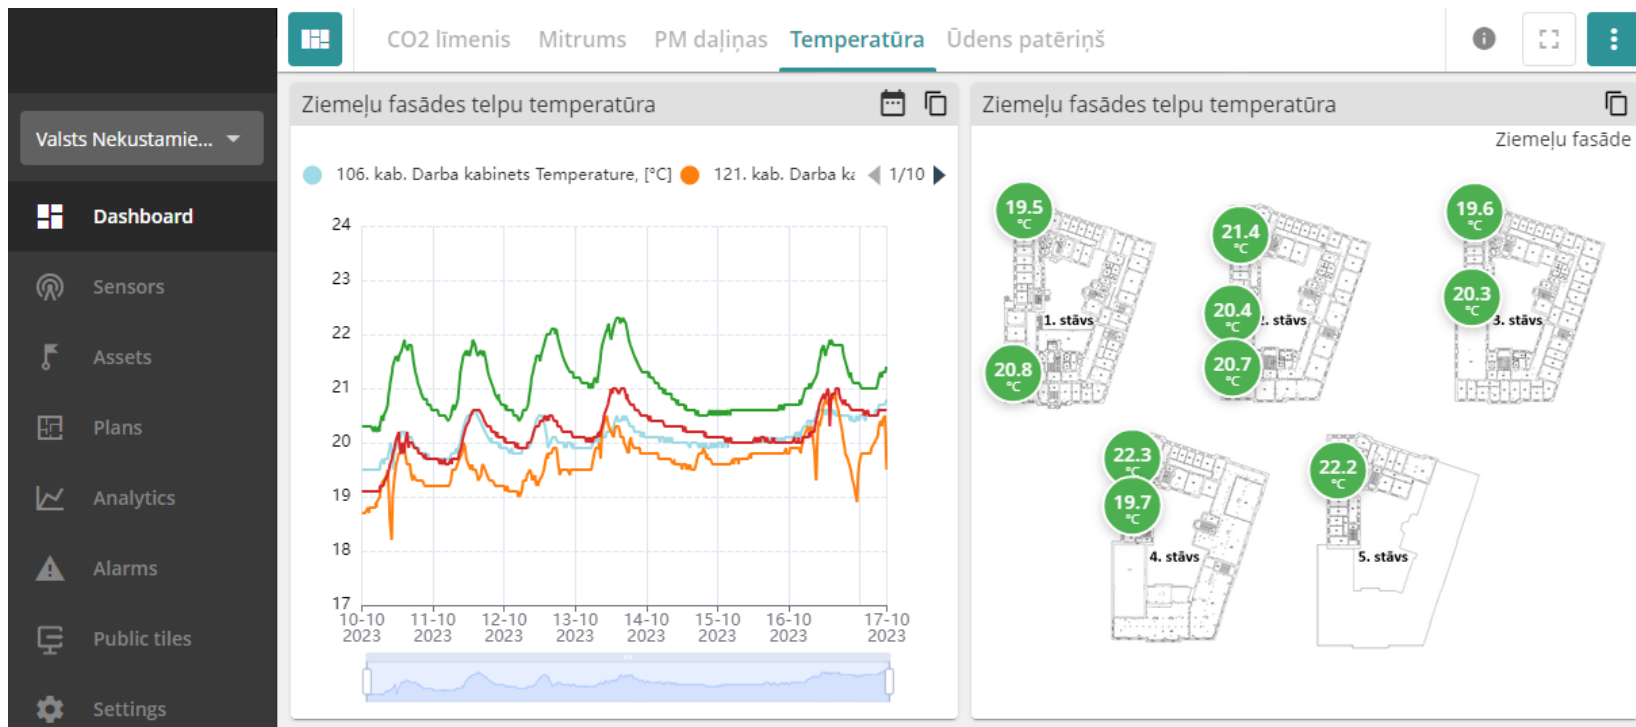 CO2 līmenis Mitrums PM daļiņas Temperatūra Ūdens patēriņš
Valsts Nekustamie...
Dashboard
Sensors
Assets
Plans
Analytics
Alarms
Public tiles
Settings
Ziemeļu fasādes telpu temperatūra
106. kab. Darba kabinets Temperature, [°C] 121. kab. Darba ka 1/10
24
23
22
21
20
19
18
17
10-10 11-10 12-10 13-10 14-10 15-10 16-10 17-10
2023 2023 2023 2023 2023 2023 2023 2023
Ziemeļu fasādes telpu temperatūra
Ziemeļu fasāde
19.5
°C
20.8
°C
1. stāvs
21.4
°C
20.4
°C
20.7
°C
2. stāvs
19.6
°C
20.3
°C
3. stāvs
22.3
°C
19.7
°C
4. stāvs
22.2
°C
5. stāvs